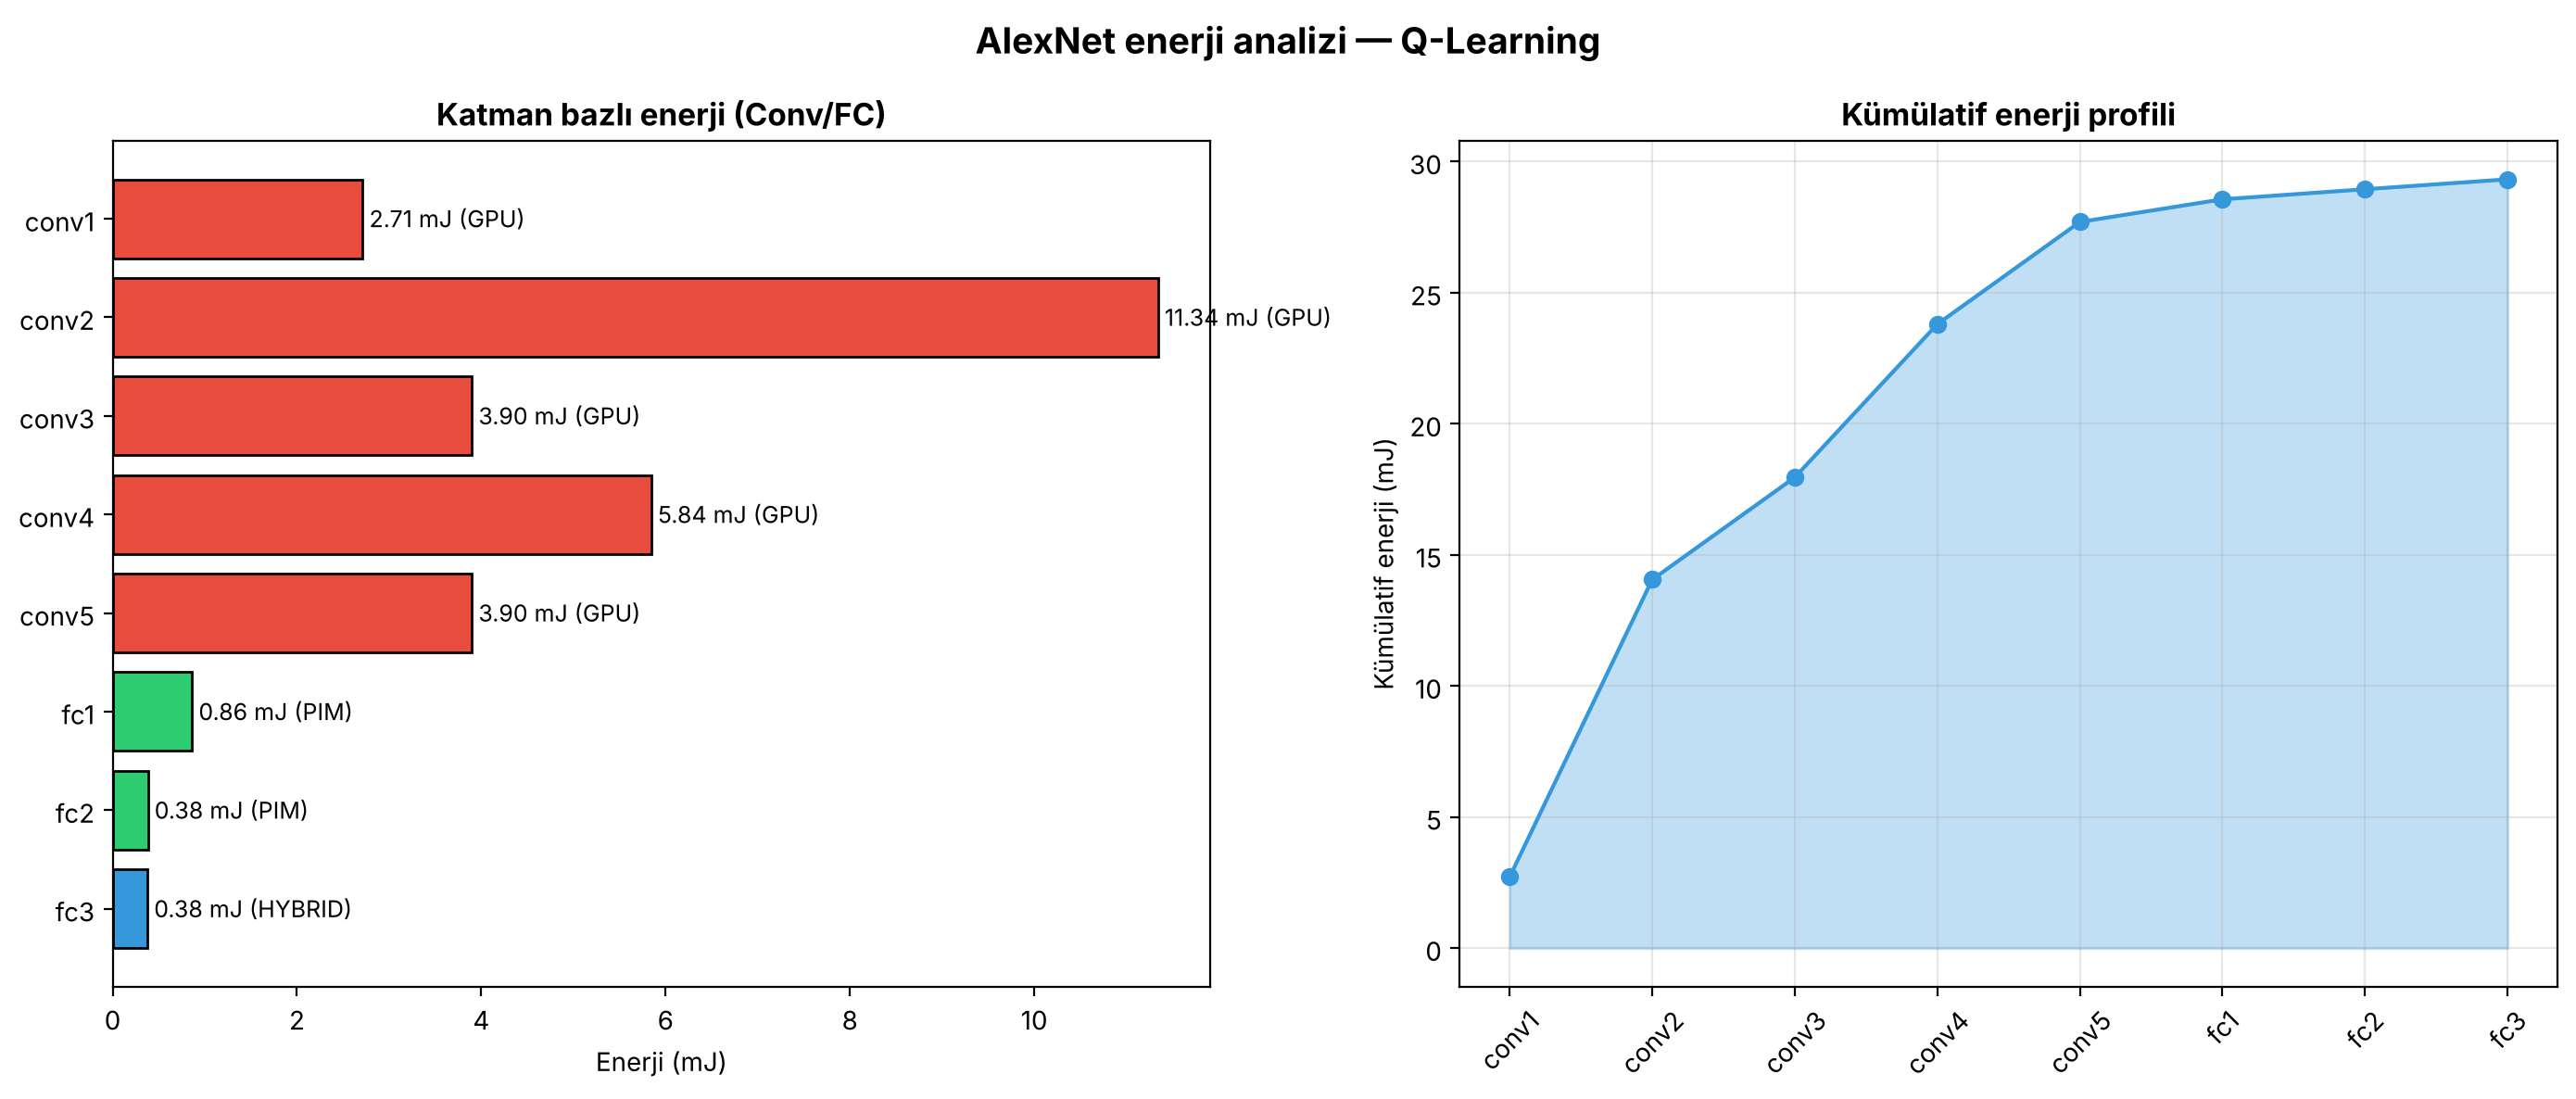 AlexNet enerji analizi — Q-Learning
Katman bazlı enerji (Conv/FC)
conv1
2.71 mJ (GPU)
conv2
11.34 mJ (GPU)
conv3
3.90 mJ (GPU)
conv4
5.84 mJ (GPU)
conv5
3.90 mJ (GPU)
fc1
0.86 mJ (PIM)
fc2
0.38 mJ (PIM)
fc3
0.38 mJ (HYBRID)
0 2 4 6 8 10
Enerji (mJ)
Kümülatif enerji profili
Kümülatif enerji (mJ)
30
25
20
15
10
5
0
conv1 conv2 conv3 conv4 conv5 fc1 fc2 fc3